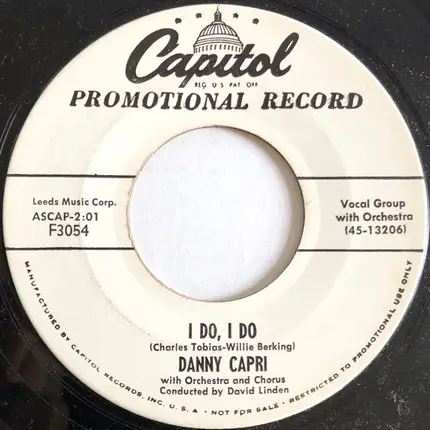 Capitol
REG. U.S. PAT. OFF.
PROMOTIONAL RECORD
Leeds Music Corp.
ASCAP-2:01
F3054
Vocal Group
with Orchestra
(45-13206)
I DO, I DO
(Charles Tobias-Willie Berking)
DANNY CAPRI
with Orchestra and Chorus
Conducted by David Linden
MANUFACTURED BY CAPITOL RECORDS, INC. U. S. A. • NOT FOR SALE • RESTRICTED TO PROMOTIONAL USE ONLY